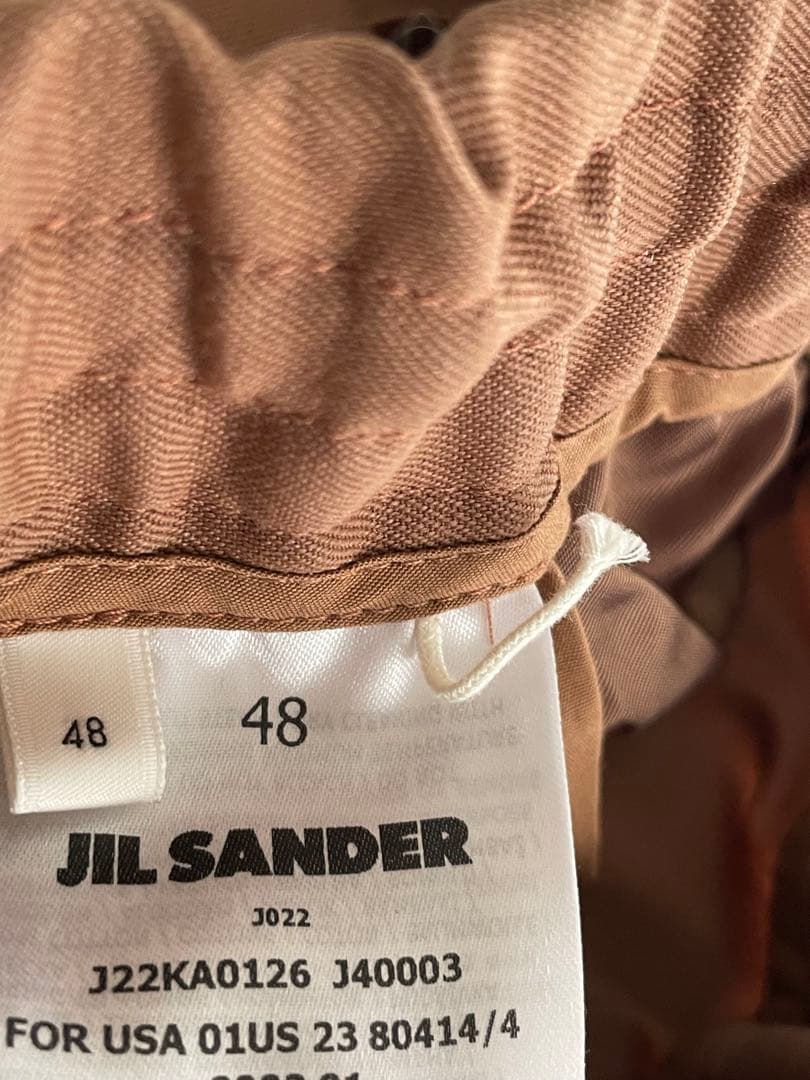 48
48
JIL SANDER
J022
J22KA0126 J40003
FOR USA 01US 23 80414/4